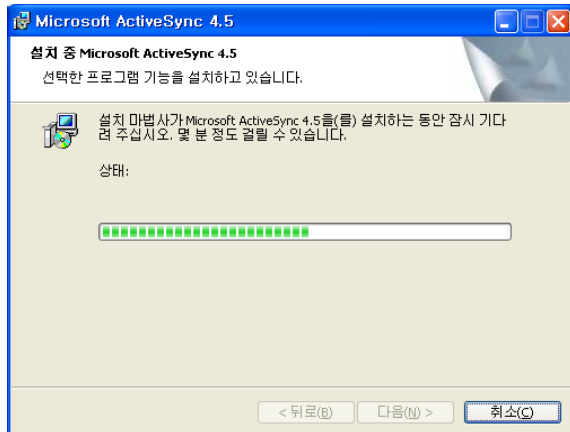 Microsoft ActiveSync 4.5
설치 중 Microsoft ActiveSync 4.5
선택한 프로그램 기능을 설치하고 있습니다.
설치 마법사가 Microsoft ActiveSync 4.5을(를) 설치하는 동안 잠시 기다
려 주십시오. 몇 분 정도 걸릴 수 있습니다.
상태:
< 뒤로(B)
다음(N) >
취소(C)